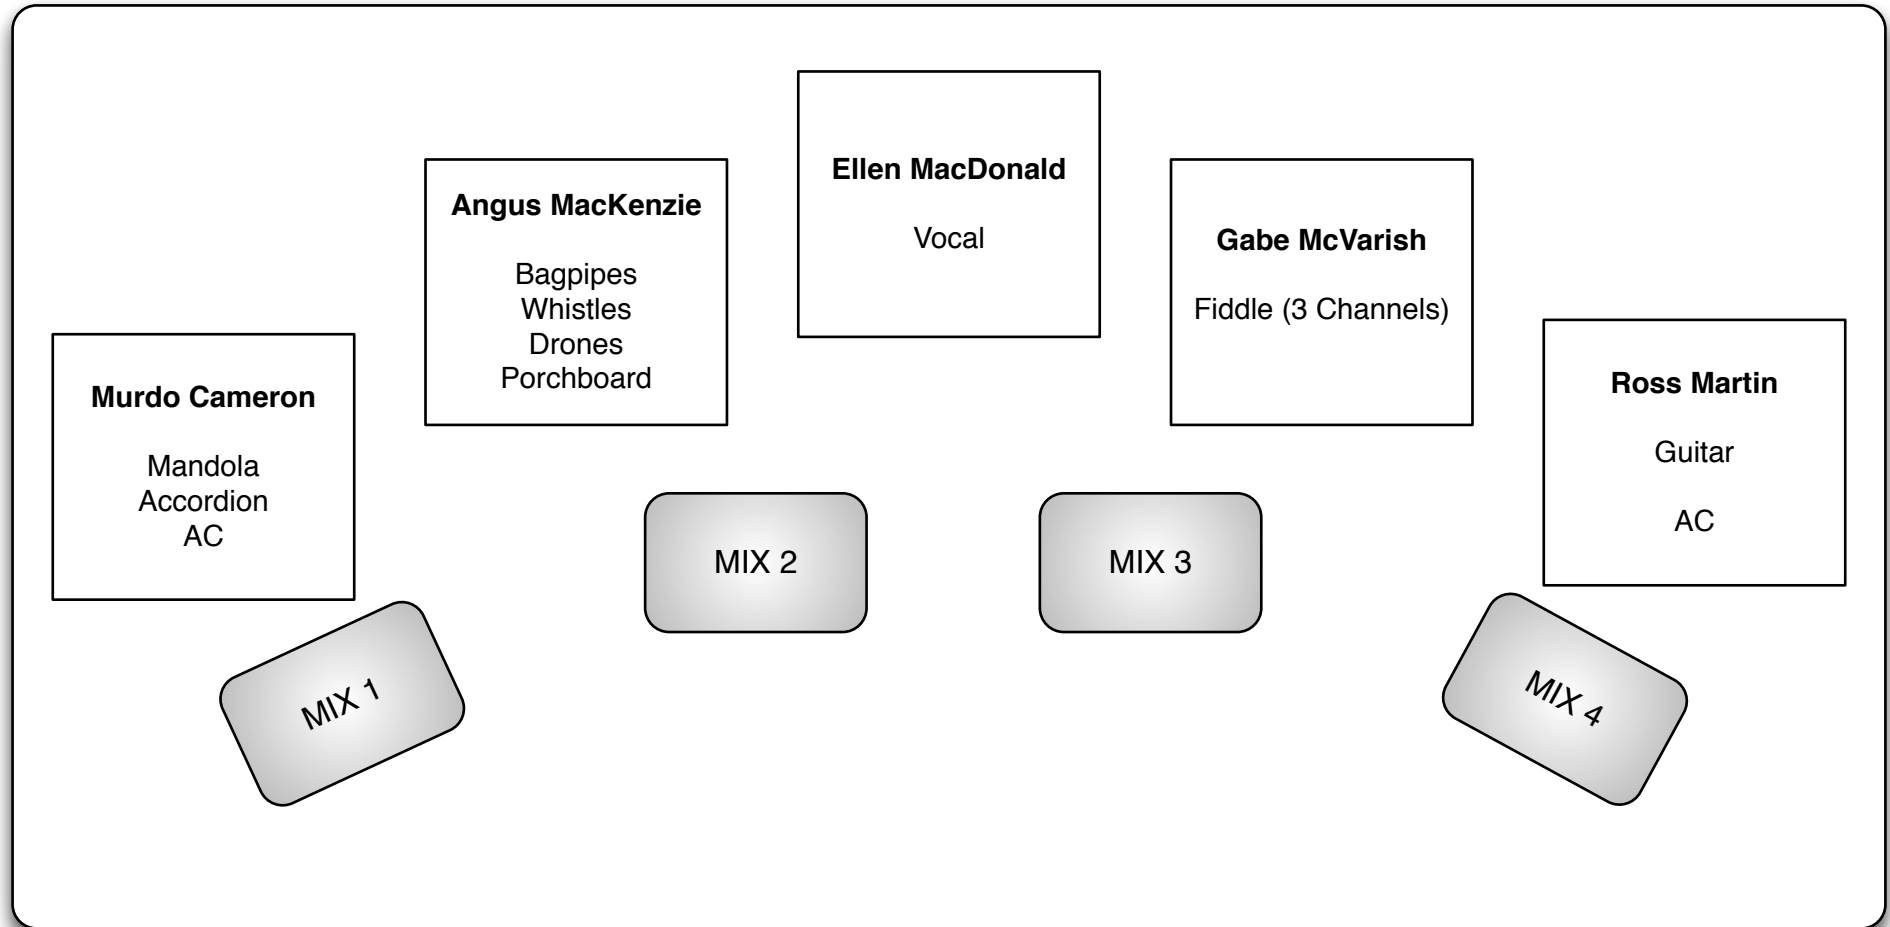 Ellen MacDonald
Vocal
Angus MacKenzie
Bagpipes
Whistles
Drones
Porchboard
Gabe McVarish
Fiddle (3 Channels)
Murdo Cameron
Mandola
Accordion
AC
Ross Martin
Guitar
AC
MIX 2
MIX 3
MIX 1
MIX 4